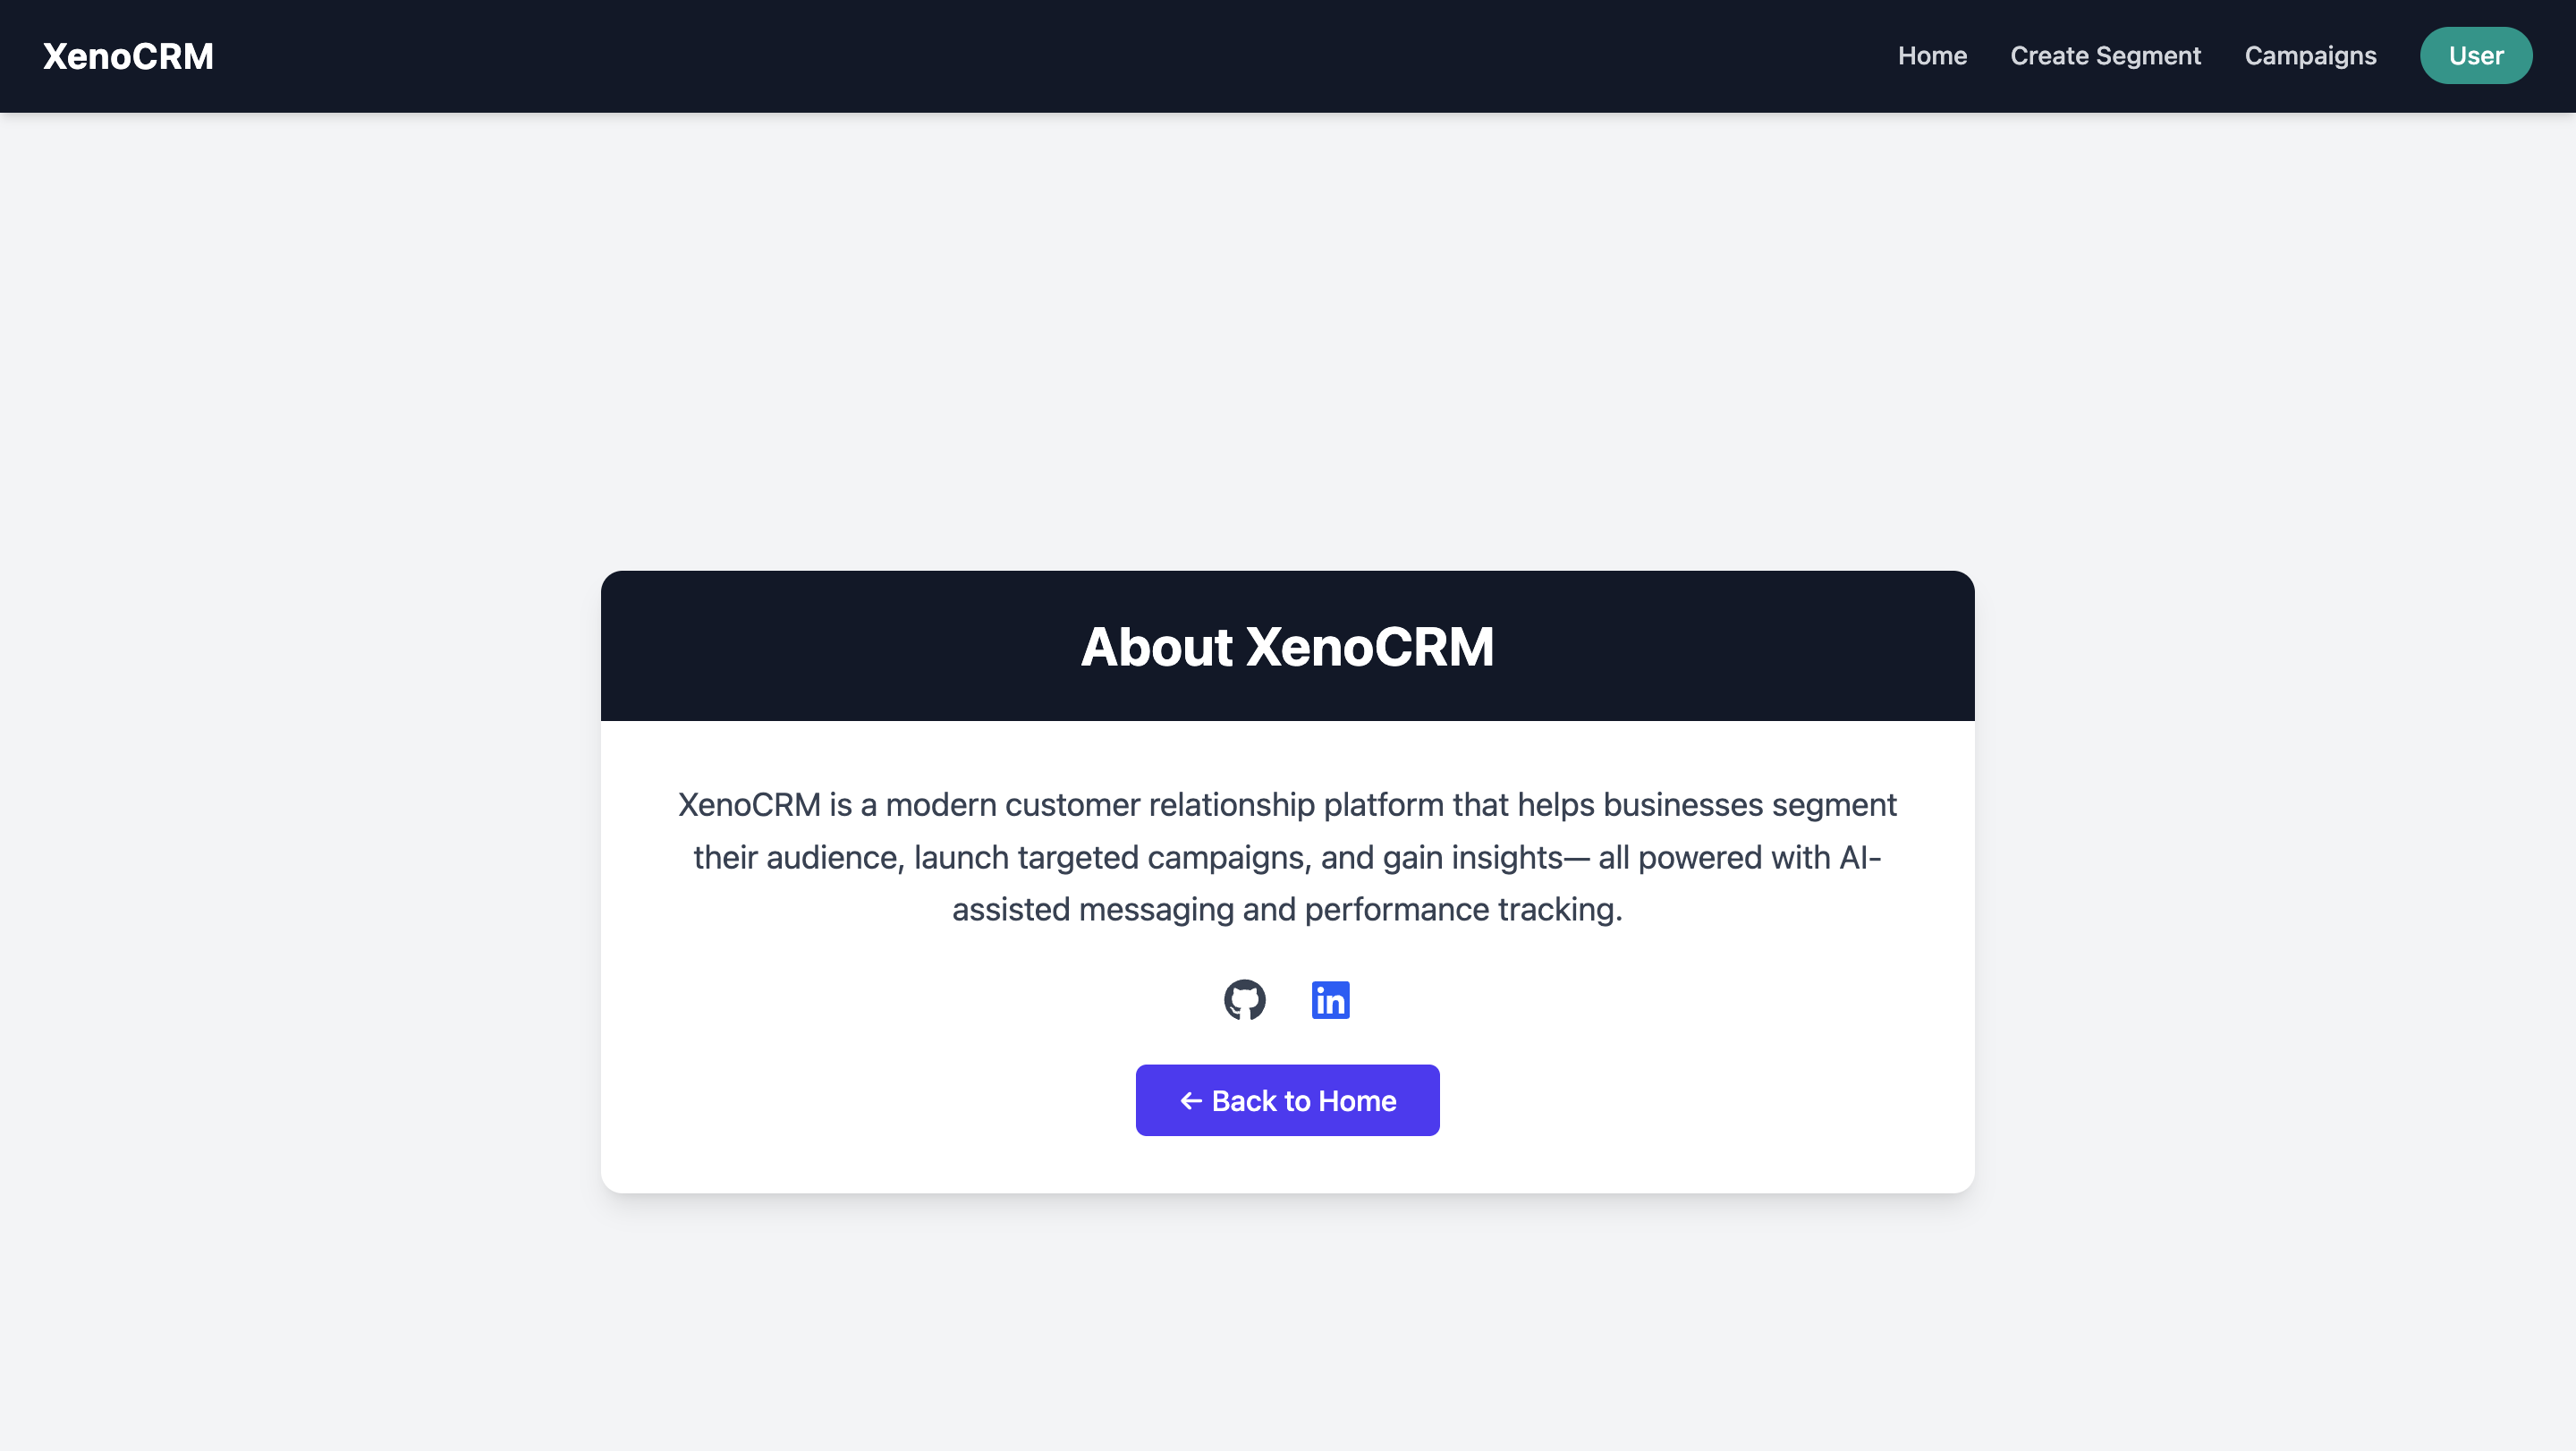 XenoCRM
Home
Create Segment
Campaigns
User
About XenoCRM
XenoCRM is a modern customer relationship platform that helps businesses segment
their audience, launch targeted campaigns, and gain insights— all powered with AI-
assisted messaging and performance tracking.
in
← Back to Home